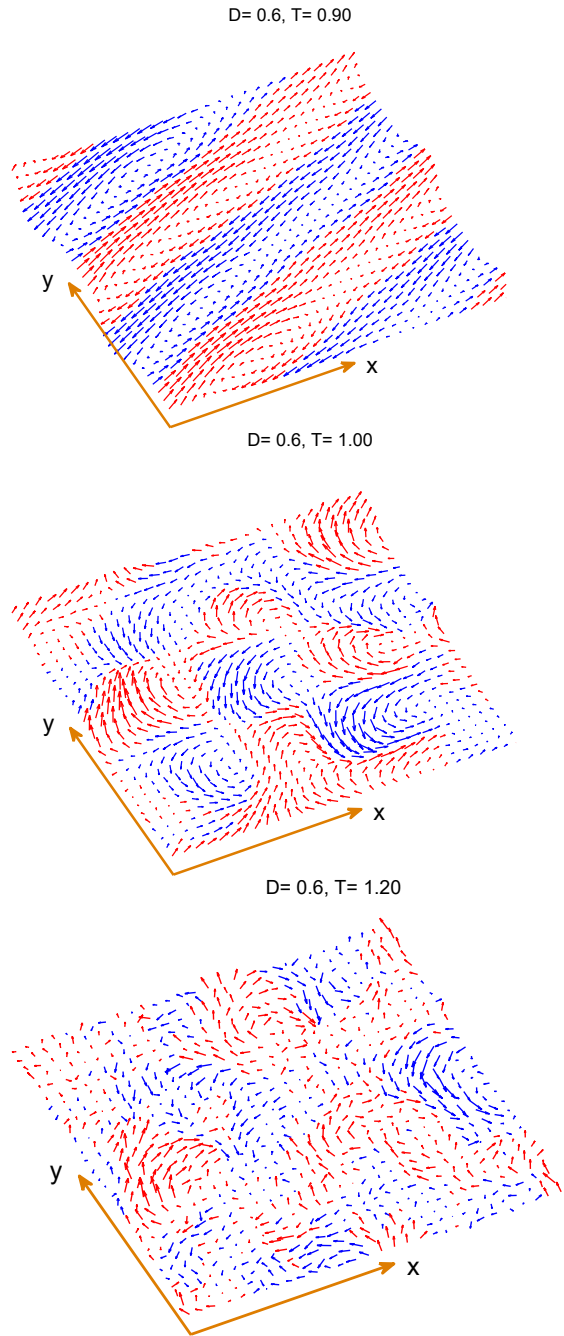 D= 0.6, T= 0.90
y
x
D= 0.6, T= 1.00
y
x
D= 0.6, T= 1.20
y
x